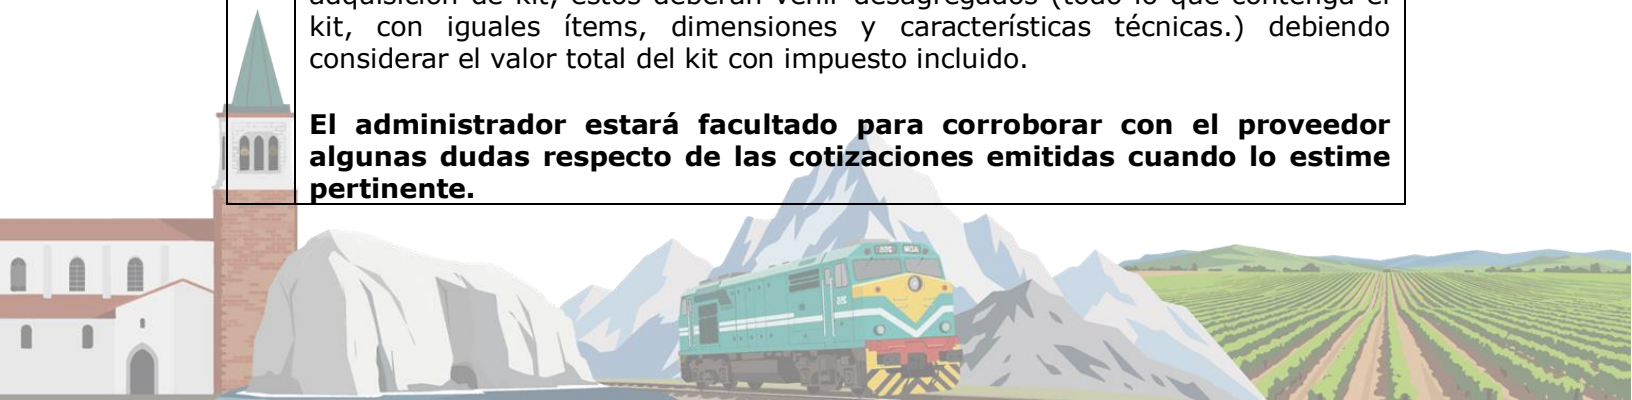 adquisición de kit, estos deberán venir desagregados (todo lo que contenga el
kit, con iguales ítems, dimensiones y características técnicas.) debiendo
considerar el valor total del kit con impuesto incluido.
El administrador estará facultado para corroborar con el proveedor
algunas dudas respecto de las cotizaciones emitidas cuando lo estime
pertinente.